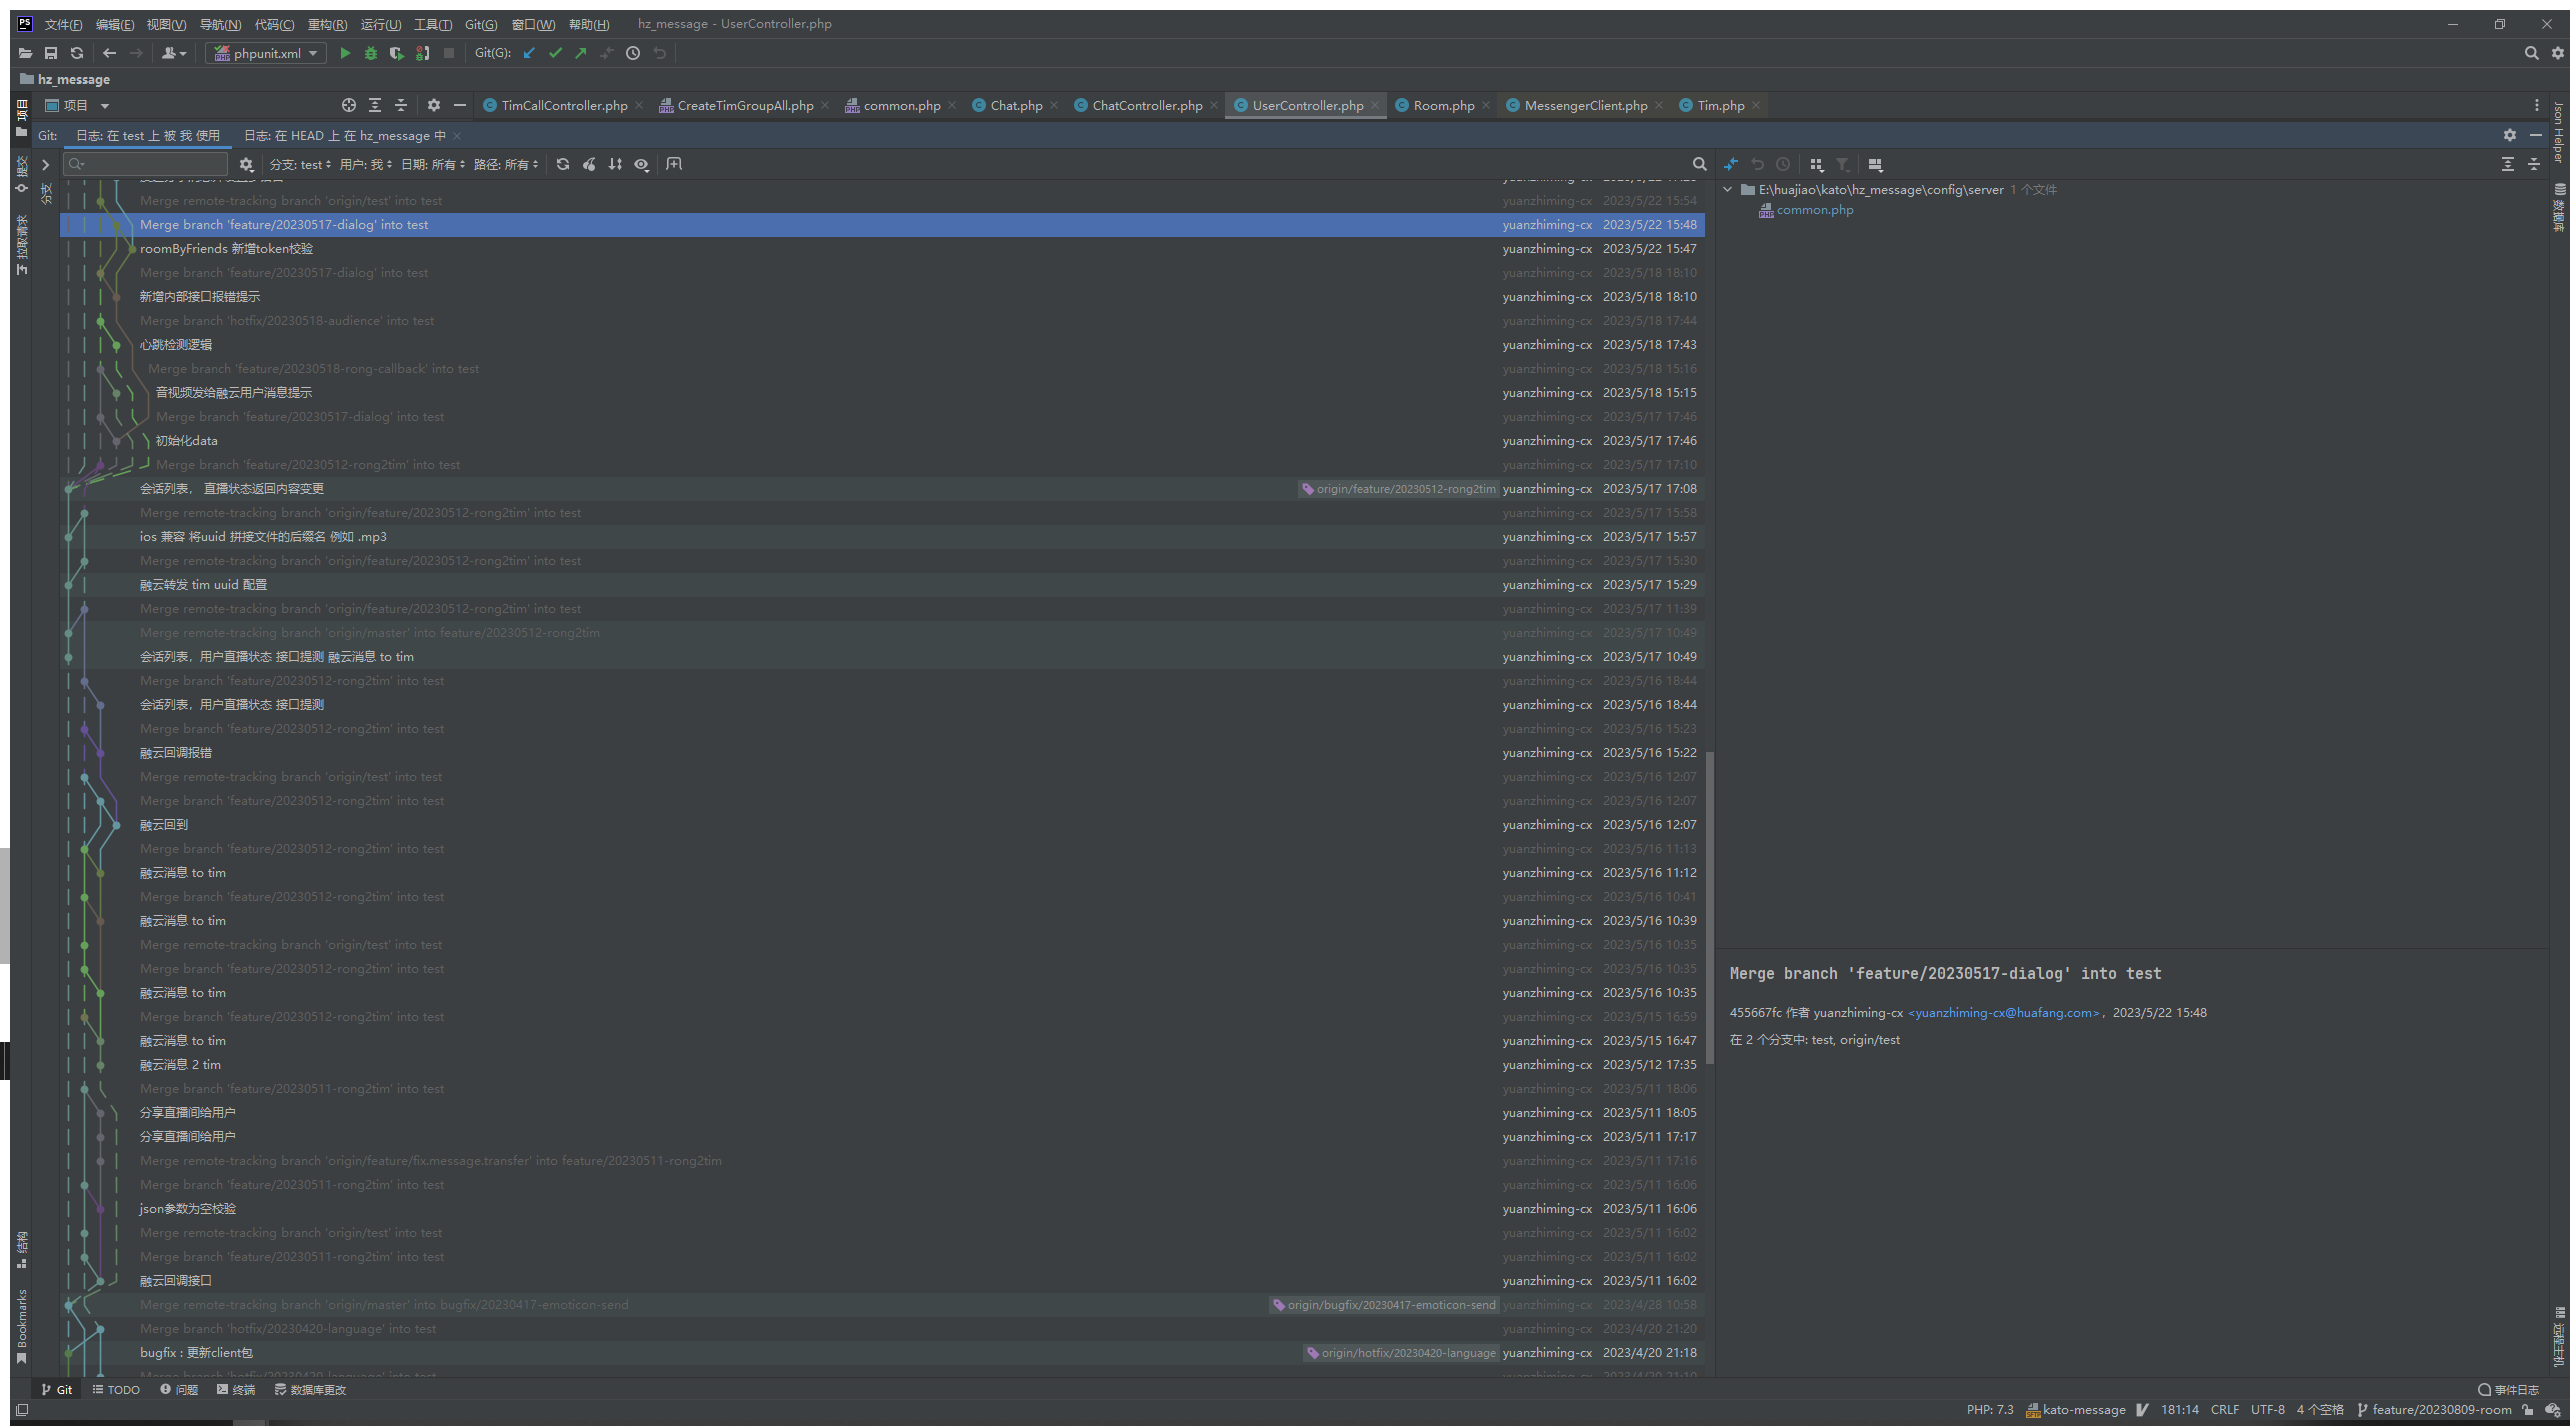 文件(F) 编辑(E) 视图(V) 导航(N) 代码(C) 重构(R) 运行(U) 工具(T) Git(G) 窗口(W) 帮助(H) hz_message - UserController.php
phpunit.xml Git(G):
hz_message
项目 TimCallController.php CreateTimGroupAll.php common.php Chat.php ChatController.php UserController.php Room.php MessengerClient.php Tim.php
Git: 日志: 在 test 上 被 我 使用 日志: 在 HEAD 上 在 hz_message 中
分支: test 用户: 我 日期: 所有 路径: 所有
Merge remote-tracking branch 'origin/test' into test yuanzhiming-cx 2023/5/22 15:54
Merge branch 'feature/20230517-dialog' into test yuanzhiming-cx 2023/5/22 15:48
roomByFriends 新增token校验 yuanzhiming-cx 2023/5/22 15:47
Merge branch 'feature/20230517-dialog' into test yuanzhiming-cx 2023/5/18 18:10
新增内部接口报错提示 yuanzhiming-cx 2023/5/18 18:10
Merge branch 'hotfix/20230518-audience' into test yuanzhiming-cx 2023/5/18 17:44
心跳检测逻辑 yuanzhiming-cx 2023/5/18 17:43
Merge branch 'feature/20230518-rong-callback' into test yuanzhiming-cx 2023/5/18 15:16
音视频发给融云用户消息提示 yuanzhiming-cx 2023/5/18 15:15
Merge branch 'feature/20230517-dialog' into test yuanzhiming-cx 2023/5/17 17:46
初始化data yuanzhiming-cx 2023/5/17 17:46
Merge branch 'feature/20230512-rong2tim' into test yuanzhiming-cx 2023/5/17 17:10
会话列表， 直播状态返回内容变更 origin/feature/20230512-rong2tim yuanzhiming-cx 2023/5/17 17:08
Merge remote-tracking branch 'origin/feature/20230512-rong2tim' into test yuanzhiming-cx 2023/5/17 15:58
ios 兼容 将uuid 拼接文件的后缀名 例如 .mp3 yuanzhiming-cx 2023/5/17 15:57
Merge remote-tracking branch 'origin/feature/20230512-rong2tim' into test yuanzhiming-cx 2023/5/17 15:30
融云转发 tim uuid 配置 yuanzhiming-cx 2023/5/17 15:29
Merge remote-tracking branch 'origin/feature/20230512-rong2tim' into test yuanzhiming-cx 2023/5/17 11:39
Merge remote-tracking branch 'origin/master' into feature/20230512-rong2tim yuanzhiming-cx 2023/5/17 10:49
会话列表，用户直播状态 接口提测 融云消息 to tim yuanzhiming-cx 2023/5/17 10:49
Merge branch 'feature/20230512-rong2tim' into test yuanzhiming-cx 2023/5/16 18:44
会话列表，用户直播状态 接口提测 yuanzhiming-cx 2023/5/16 18:44
Merge branch 'feature/20230512-rong2tim' into test yuanzhiming-cx 2023/5/16 15:23
融云回调报错 yuanzhiming-cx 2023/5/16 15:22
Merge remote-tracking branch 'origin/test' into test yuanzhiming-cx 2023/5/16 12:07
Merge branch 'feature/20230512-rong2tim' into test yuanzhiming-cx 2023/5/16 12:07
融云回到 yuanzhiming-cx 2023/5/16 12:07
Merge branch 'feature/20230512-rong2tim' into test yuanzhiming-cx 2023/5/16 11:13
融云消息 to tim yuanzhiming-cx 2023/5/16 11:12
Merge branch 'feature/20230512-rong2tim' into test yuanzhiming-cx 2023/5/16 10:41
融云消息 to tim yuanzhiming-cx 2023/5/16 10:39
Merge remote-tracking branch 'origin/test' into test yuanzhiming-cx 2023/5/16 10:35
Merge branch 'feature/20230512-rong2tim' into test yuanzhiming-cx 2023/5/16 10:35
融云消息 to tim yuanzhiming-cx 2023/5/16 10:35
Merge branch 'feature/20230512-rong2tim' into test yuanzhiming-cx 2023/5/15 16:59
融云消息 to tim yuanzhiming-cx 2023/5/15 16:47
融云消息 2 tim yuanzhiming-cx 2023/5/12 17:35
Merge branch 'feature/20230511-rong2tim' into test yuanzhiming-cx 2023/5/11 18:06
分享直播间给用户 yuanzhiming-cx 2023/5/11 18:05
分享直播间给用户 yuanzhiming-cx 2023/5/11 17:17
Merge remote-tracking branch 'origin/feature/fix.message.transfer' into feature/20230511-rong2tim yuanzhiming-cx 2023/5/11 17:16
Merge branch 'feature/20230511-rong2tim' into test yuanzhiming-cx 2023/5/11 16:06
json参数为空校验 yuanzhiming-cx 2023/5/11 16:06
Merge remote-tracking branch 'origin/test' into test yuanzhiming-cx 2023/5/11 16:02
Merge branch 'feature/20230511-rong2tim' into test yuanzhiming-cx 2023/5/11 16:02
融云回调接口 yuanzhiming-cx 2023/5/11 16:02
Merge remote-tracking branch 'origin/master' into bugfix/20230417-emoticon-send origin/bugfix/20230417-emoticon-send yuanzhiming-cx 2023/4/28 10:58
Merge branch 'hotfix/20230420-language' into test yuanzhiming-cx 2023/4/20 21:20
bugfix : 更新client包 origin/hotfix/20230420-language yuanzhiming-cx 2023/4/20 21:18
E:\huajiao\kato\hz_message\config\server 1 个文件
common.php
Merge branch 'feature/20230517-dialog' into test
455667fc 作者 yuanzhiming-cx <yuanzhiming-cx@huafang.com>, 2023/5/22 15:48
在 2 个分支中: test, origin/test
项目
提交
拉取请求
分支
结构
Bookmarks
Json Helper
数据库
远程主机
Git TODO 问题 终端 数据库更改 事件日志
PHP: 7.3 kato-message 181:14 CRLF UTF-8 4 个空格 feature/20230809-room